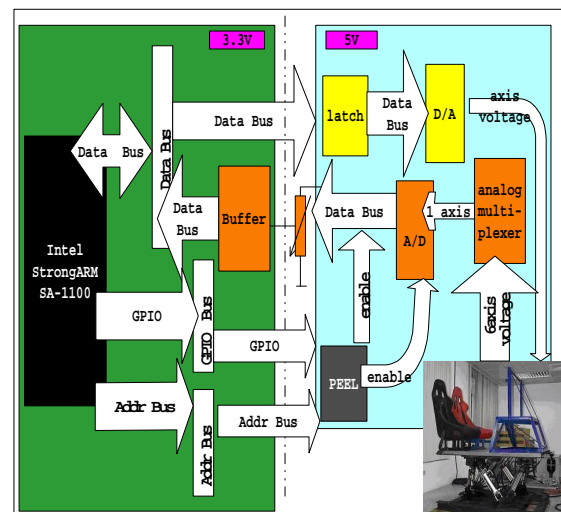 3.3V
5V
Data Bus
latch
Data
Bus
D/A
axis
voltage
Data Bus
Data Bus
Data
Bus
Buffer
Data Bus
A/D
1 axis
analog
multi-
plexer
Intel
StrongARM
SA-1100
GPIO
GPIO Bus
GPIO
enable
6axis
voltage
PEEL
enable
Addr Bus
Addr Bus
Addr Bus